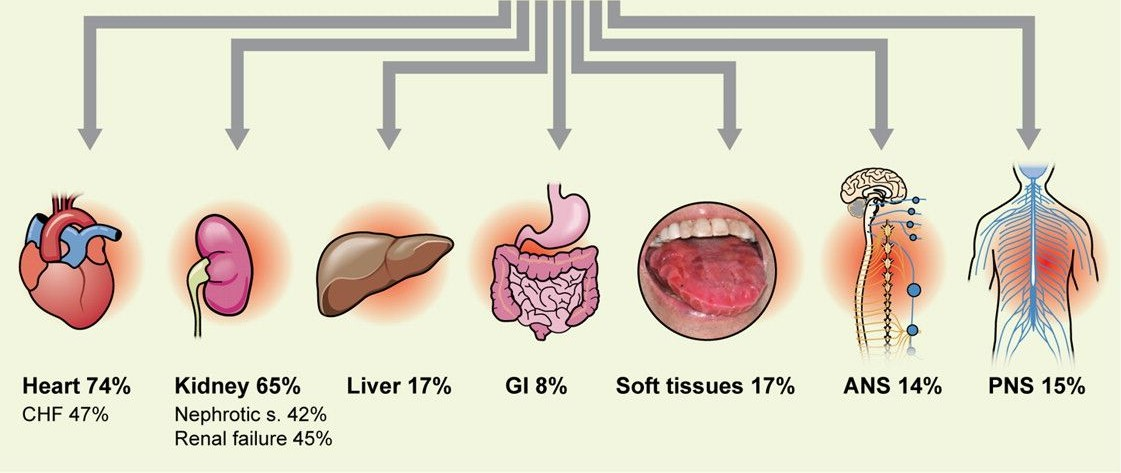 Heart 74%
CHF 47%
Kidney 65%
Nephrotic s. 42%
Renal failure 45%
Liver 17%
GI 8%
Soft tissues 17%
ANS 14%
PNS 15%